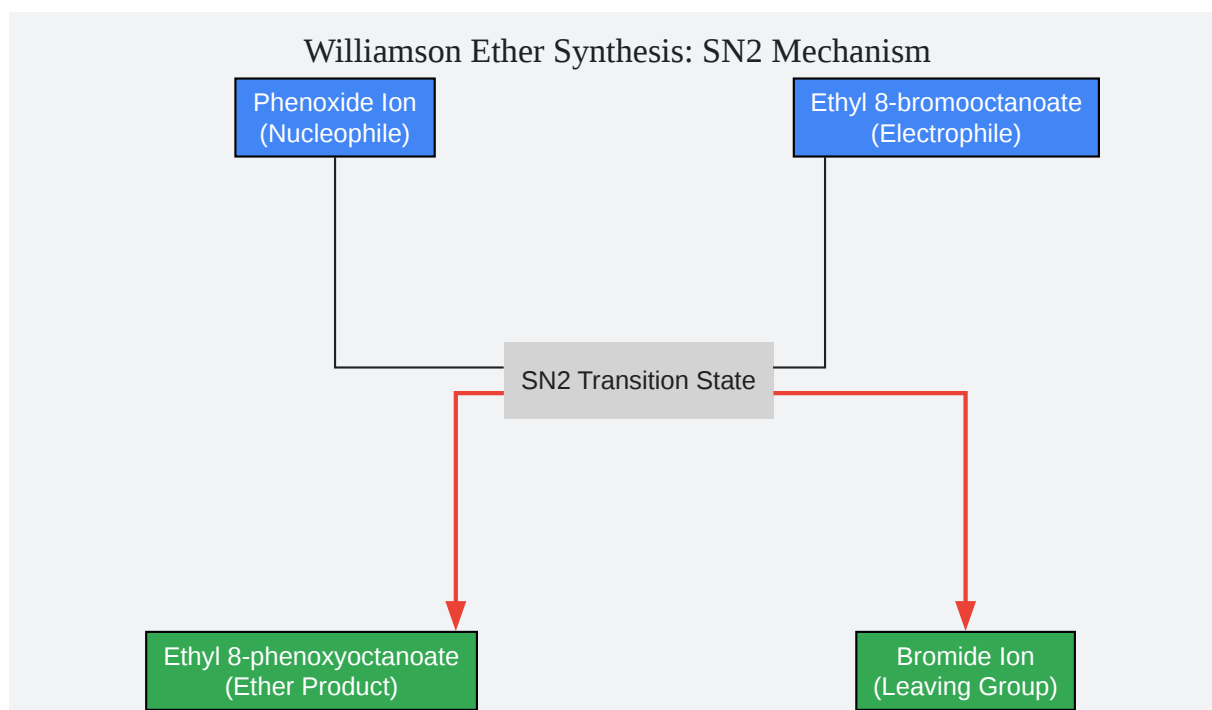 Williamson Ether Synthesis: SN2 Mechanism
Phenoxide Ion
(Nucleophile)
Ethyl 8-bromooctanoate
(Electrophile)
SN2 Transition State
Ethyl 8-phenoxyoctanoate
(Ether Product)
Bromide Ion
(Leaving Group)